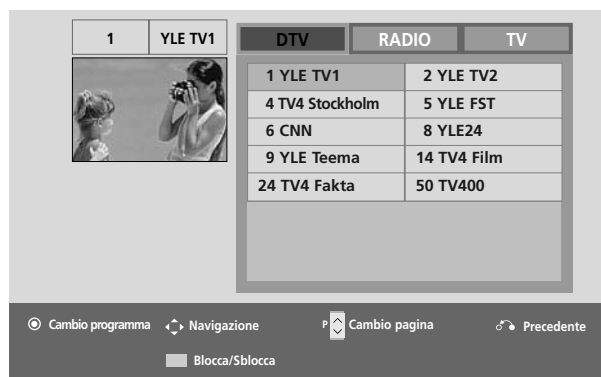 1 YLE TV1
DTV RADIO TV
1 YLE TV1 2 YLE TV2
4 TV4 Stockholm 5 YLE FST
6 CNN 8 YLE24
9 YLE Teema 14 TV4 Film
24 TV4 Fakta 50 TV400
Cambio programma Navigazione P Cambio pagina Precedente
Blocca/Sblocca